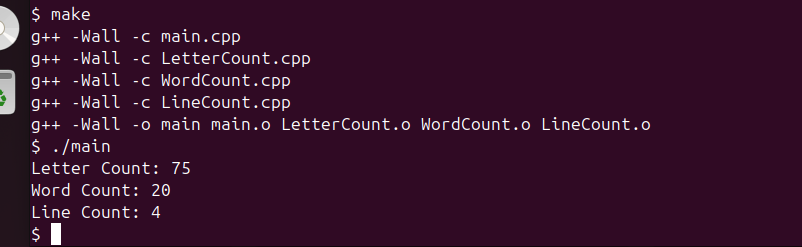 $ make
g++ -Wall -c main.cpp
g++ -Wall -c LetterCount.cpp
g++ -Wall -c WordCount.cpp
g++ -Wall -c LineCount.cpp
g++ -Wall -o main main.o LetterCount.o WordCount.o LineCount.o
$ ./main
Letter Count: 75
Word Count: 20
Line Count: 4
$